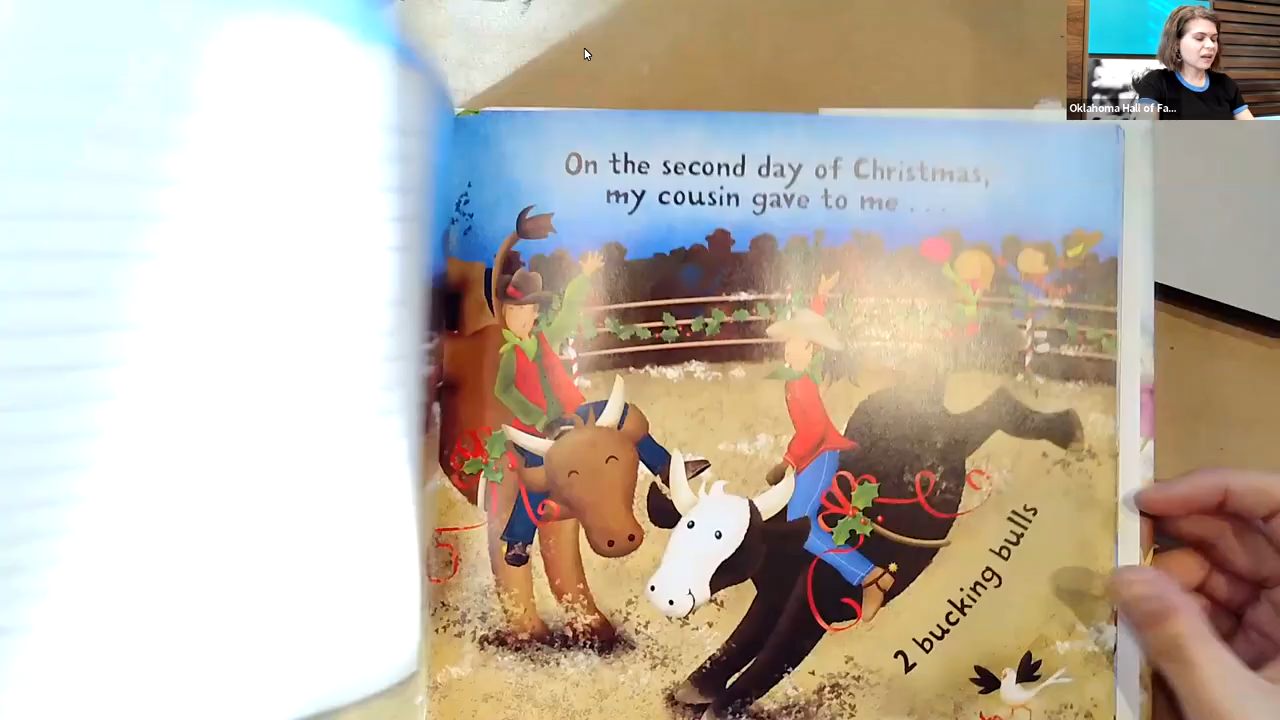 On the second day of Christmas,
my cousin gave to me . . .
2 bucking bulls
Oklahoma Hall of Fa...